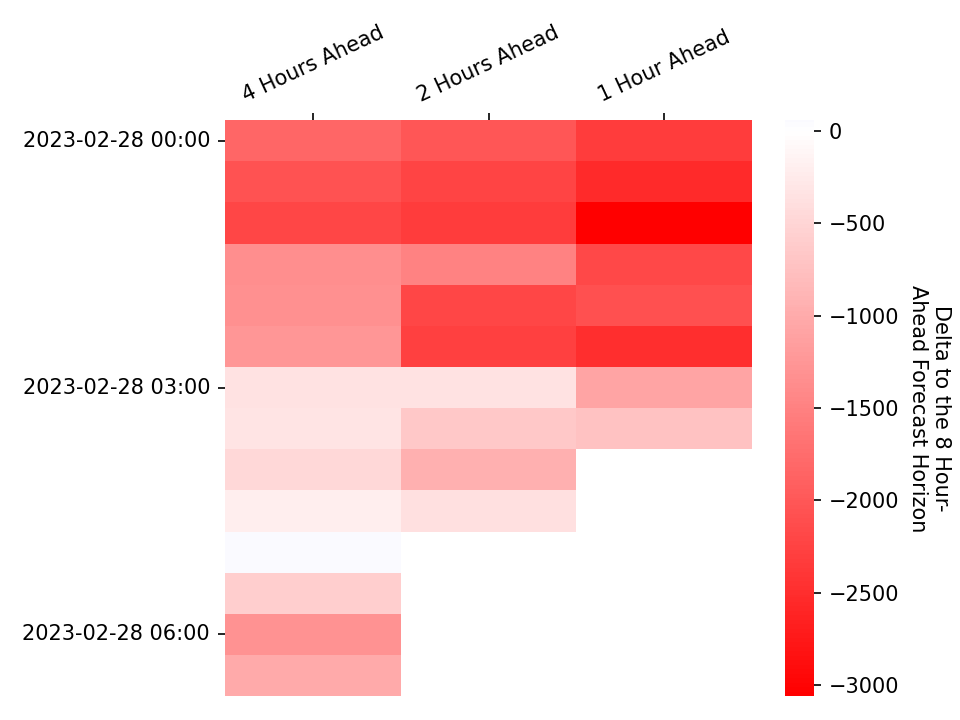 4 Hours Ahead
2 Hours Ahead
1 Hour Ahead
2023-02-28 00:00
2023-02-28 03:00
2023-02-28 06:00
0
−500
−1000
−1500
−2000
−2500
−3000
Delta to the 8 Hour-
Ahead Forecast Horizon